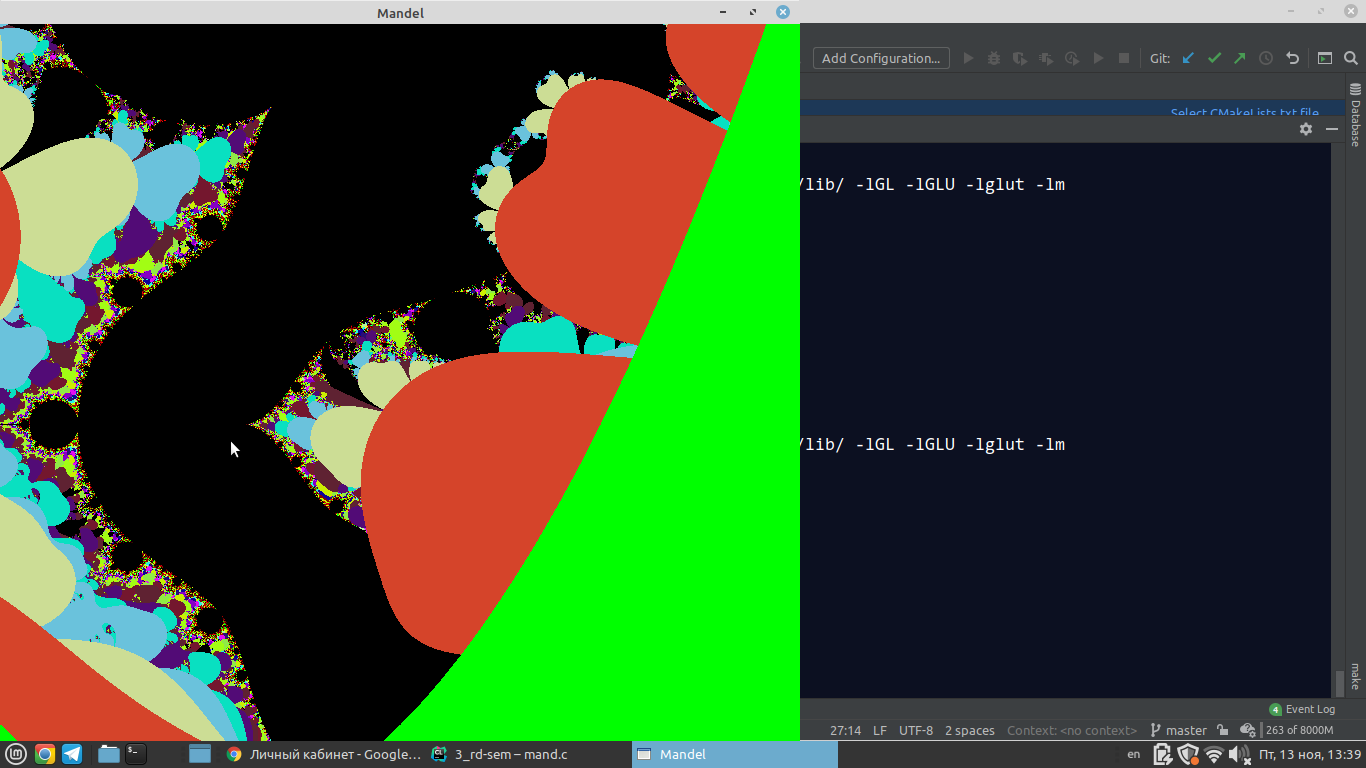 Mandel
Add Configuration...
Git:
Select CMakeLists.txt file
Database
/lib/ -lGL -lGLU -lglut -lm
/lib/ -lGL -lGLU -lglut -lm
make
4 Event Log
27:14 LF UTF-8 2 spaces Context: <no context> master 263 of 8000M
Личный кабинет - Google... 3_rd-sem – mand.c Mandel en Пт, 13 ноя, 13:39